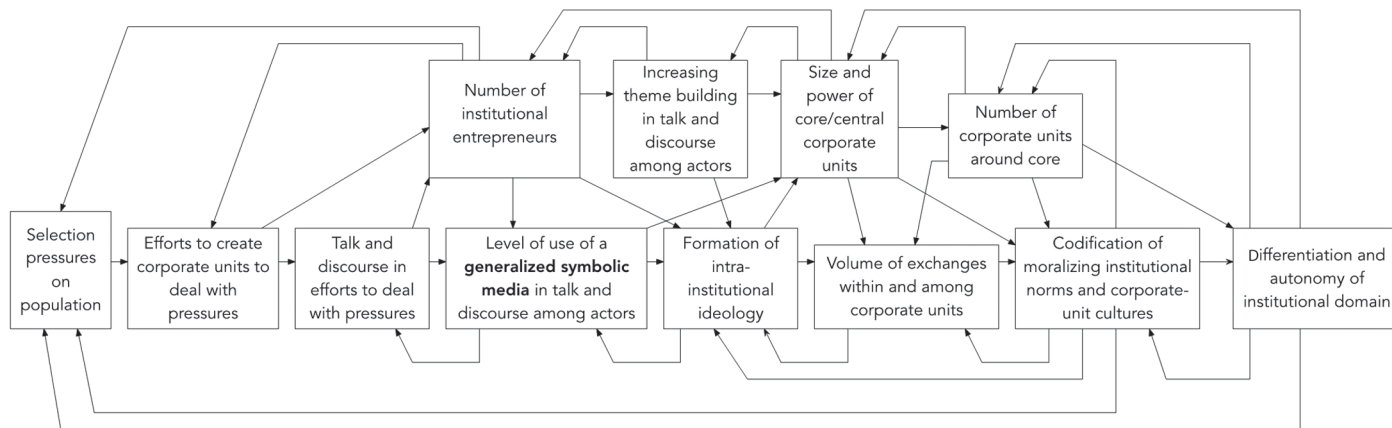 Number of
institutional
entrepreneurs
Increasing
theme building
in talk and
discourse
among actors
Size and
power of
core/central
corporate
units
Number of
corporate units
around core
Selection
pressures
on
population
Efforts to create
corporate units to
deal with
pressures
Talk and
discourse in
efforts to deal
with pressures
Level of use of a
generalized symbolic
media in talk and
discourse among actors
Formation of
intra-
institutional
ideology
Volume of exchanges
within and among
corporate units
Codification of
moralizing institutional
norms and corporate-
unit cultures
Differentiation and
autonomy of
institutional domain